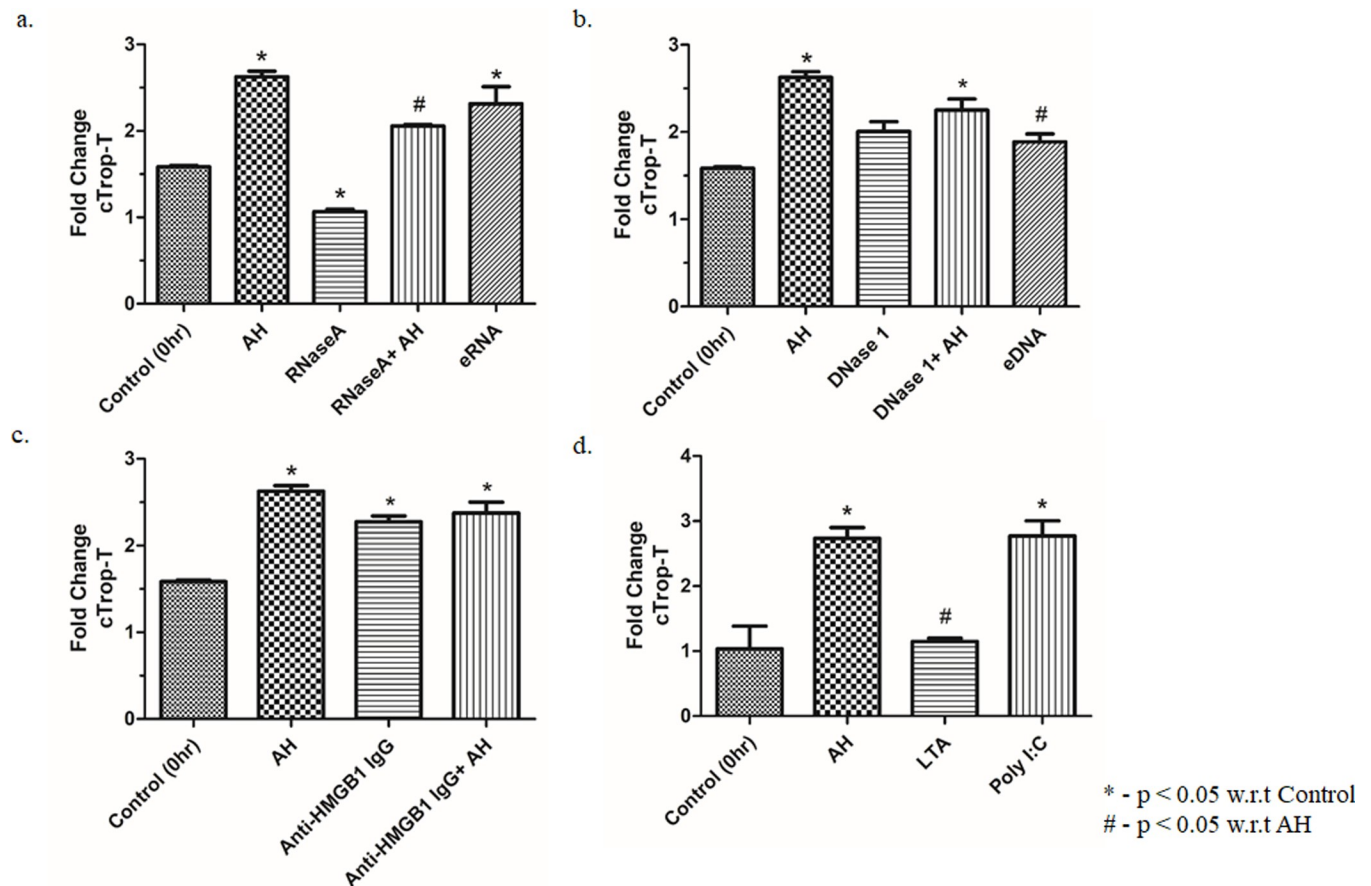 a.
Fold Change
cTrop-T
3
2
1
0
*
*
#
*
Control (0hr)
AH
RNaseA
RNaseA+ AH
eRNA
b.
Fold Change
cTrop-T
3
2
1
0
*
*
#
Control (0hr)
AH
DNase 1
DNase 1+ AH
eDNA
c.
Fold Change
cTrop-T
3
2
1
0
*
*
*
Control (0hr)
AH
Anti-HMGB1 IgG
Anti-HMGB1 IgG+ AH
d.
Fold Change
cTrop-T
4
3
2
1
0
*
#
*
Control (0hr)
AH
LTA
Poly I:C
* - p < 0.05 w.r.t Control
# - p < 0.05 w.r.t AH